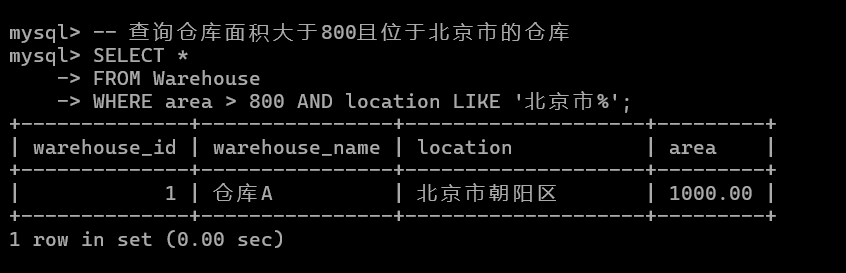 mysql> -- 查询仓库面积大于800且位于北京市的仓库
mysql> SELECT *
    -> FROM Warehouse
    -> WHERE area > 800 AND location LIKE '北京市%';
+--------------+----------------+--------------------+---------+
| warehouse_id | warehouse_name | location           | area    |
+--------------+----------------+--------------------+---------+
|            1 | 仓库A          | 北京市朝阳区       | 1000.00 |
+--------------+----------------+--------------------+---------+
1 row in set (0.00 sec)